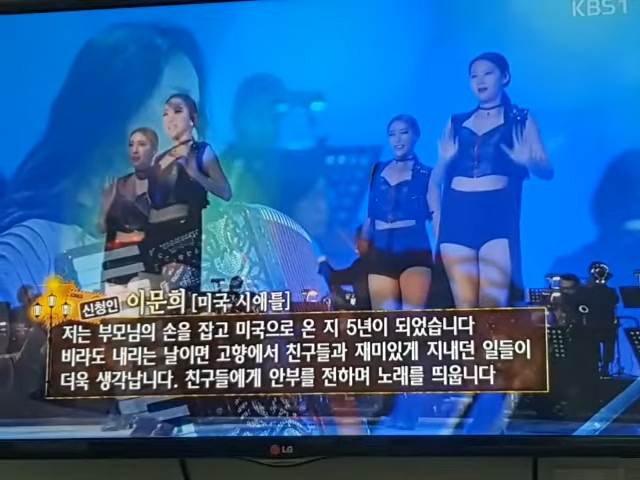 KBS1
신청인 이문희 [미국 시애틀]
저는 부모님의 손을 잡고 미국으로 온 지 5년이 되었습니다
비라도 내리는 날이면 고향에서 친구들과 재미있게 지내던 일들이
더욱 생각납니다. 친구들에게 안부를 전하며 노래를 띄웁니다
LG